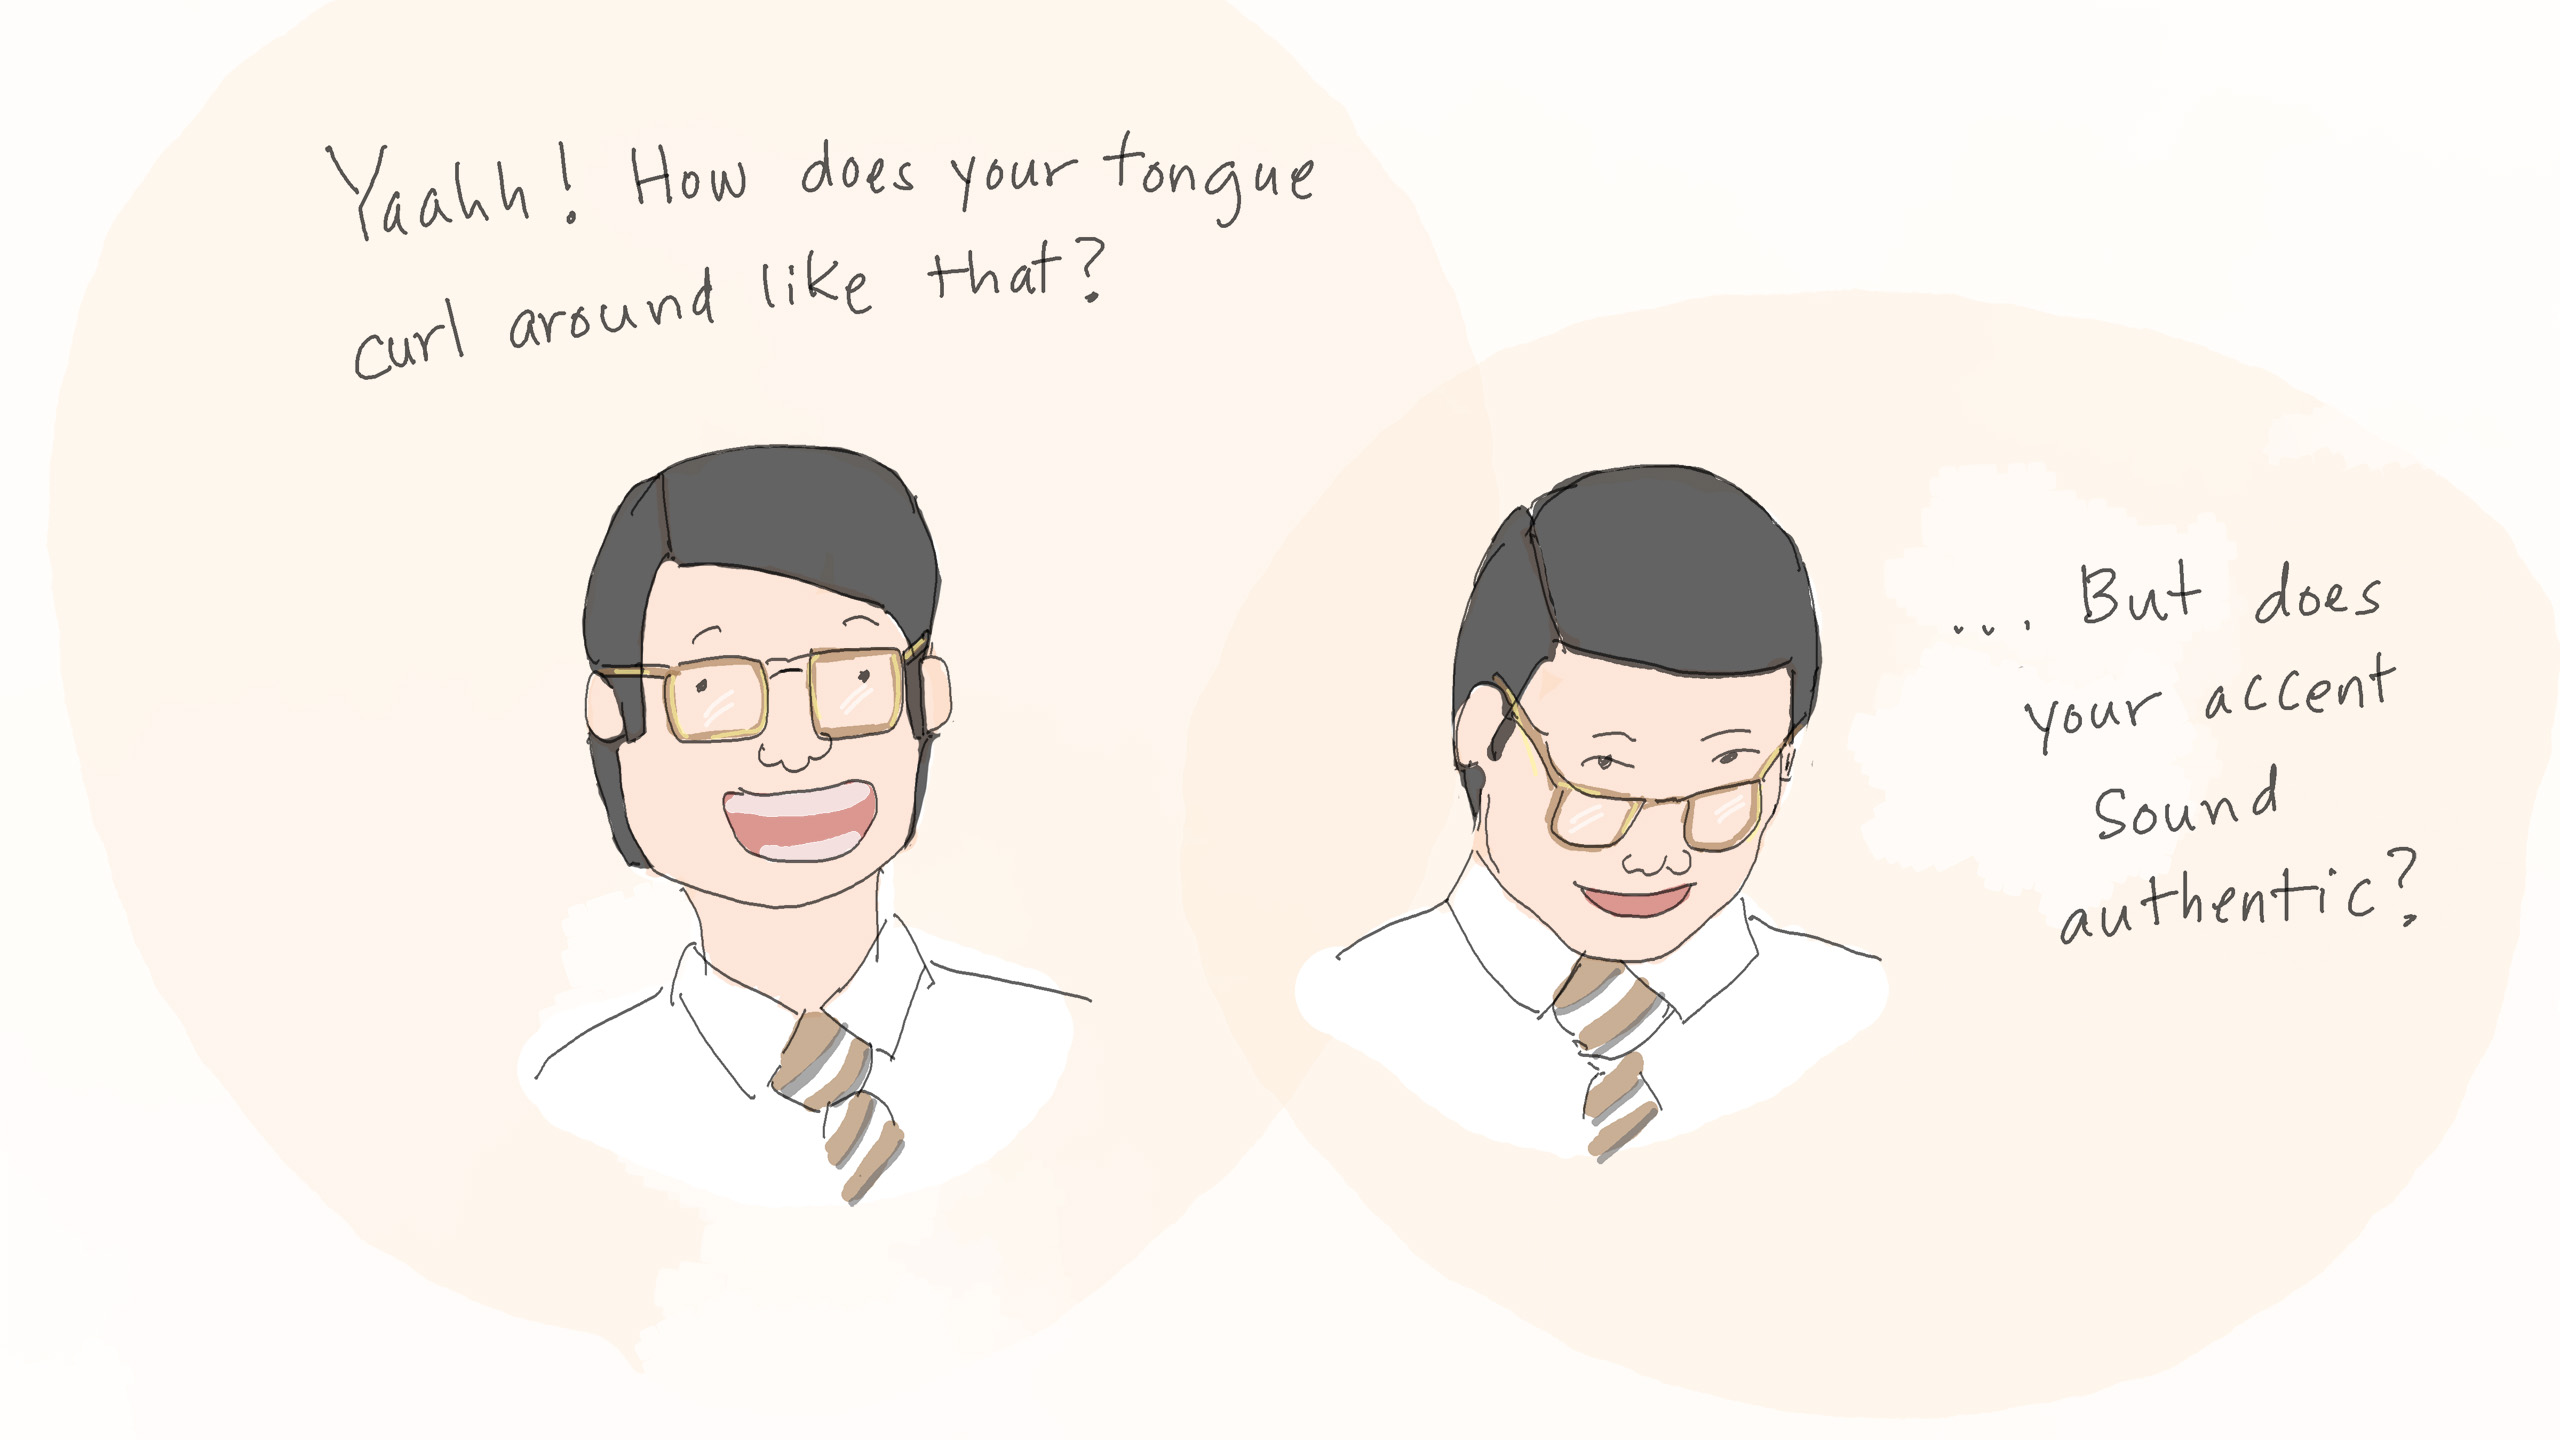 Yaahh! How does your tongue
curl around like that?
... But does
your accent
Sound
authentic?